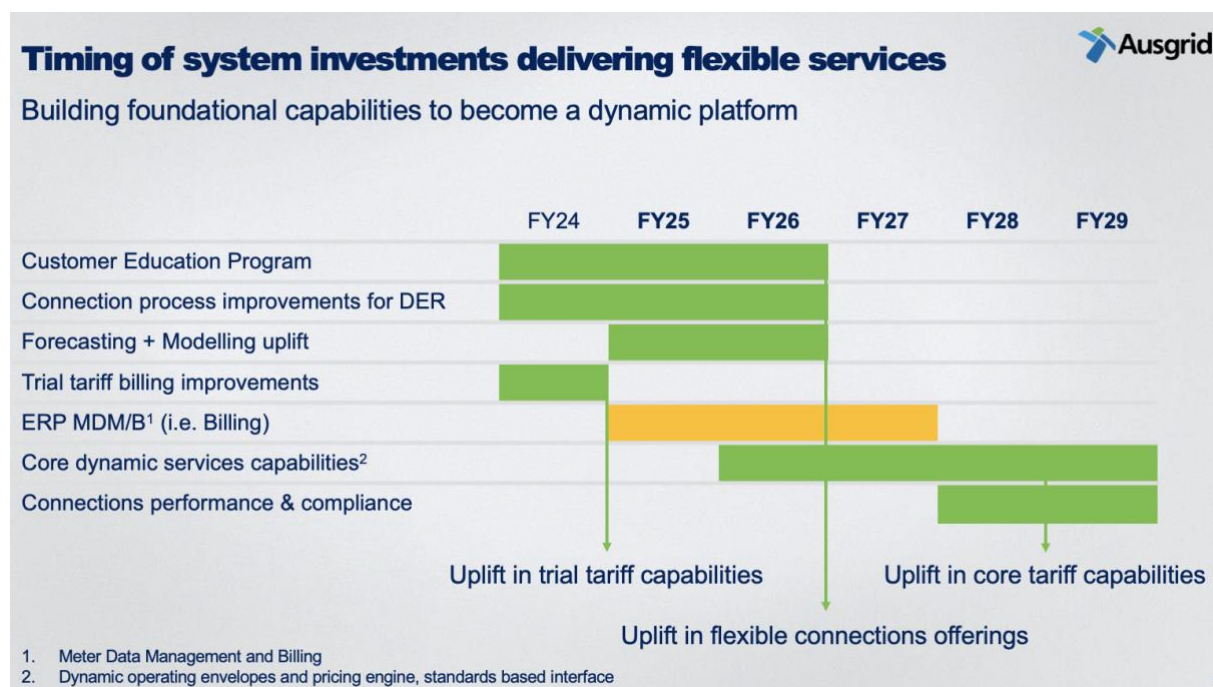 Timing of system investments delivering flexible services
Ausgrid
Building foundational capabilities to become a dynamic platform
FY24 FY25 FY26 FY27 FY28 FY29
Customer Education Program
Connection process improvements for DER
Forecasting + Modelling uplift
Trial tariff billing improvements
ERP MDM/B¹ (i.e. Billing)
Core dynamic services capabilities²
Connections performance & compliance
Uplift in trial tariff capabilities
Uplift in core tariff capabilities
Uplift in flexible connections offerings
1. Meter Data Management and Billing
2. Dynamic operating envelopes and pricing engine, standards based interface